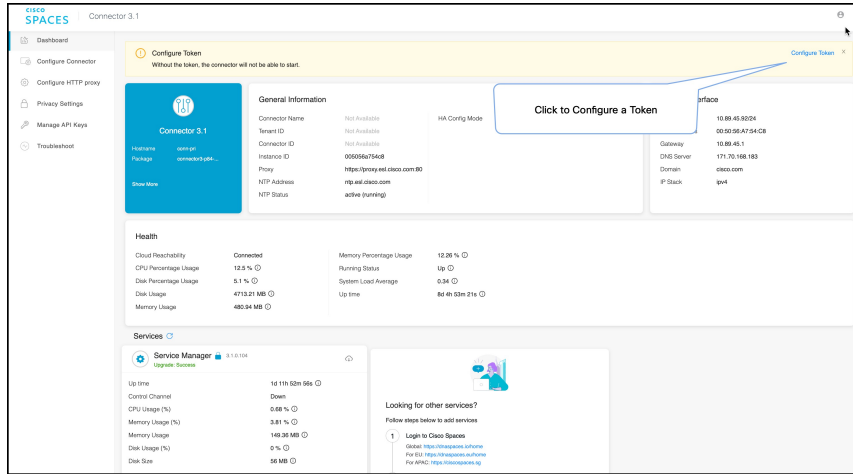 CISCO
SPACES
Connector 3.1
Dashboard
Configure Connector
Configure HTTP proxy
Privacy Settings
Manage API Keys
Troubleshoot
Configure Token
Without the token, the connector will not be able to start.
Configure Token ×
Click to Configure a Token
Connector 3.1
Hostname conn-pri
Package connector3-p84-...
Show More
General Information
Connector Name Not Available
Tenant ID Not Available
Connector ID Not Available
Instance ID 005056a754c8
Proxy https://proxy.esl.cisco.com:80
NTP Address ntp.esl.cisco.com
NTP Status active (running)
HA Config Mode
erface
10.89.45.92/24
00:50:56:A7:54:C8
Gateway 10.89.45.1
DNS Server 171.70.168.183
Domain cisco.com
IP Stack ipv4
Health
Cloud Reachability Connected
CPU Percentage Usage 12.5 %
Disk Percentage Usage 5.1 %
Disk Usage 4713.21 MB
Memory Usage 480.94 MB
Memory Percentage Usage 12.26 %
Running Status Up
System Load Average 0.34
Up time 8d 4h 53m 21s
Services
Service Manager 3.1.0.104
Upgrade: Success
Up time 1d 11h 52m 56s
Control Channel Down
CPU Usage (%) 0.68 %
Memory Usage (%) 3.81 %
Memory Usage 149.36 MB
Disk Usage (%) 0 %
Disk Size 56 MB
Looking for other services?
Follow steps below to add services
1 Login to Cisco Spaces
Global: https://dnaspaces.io/home
For EU: https://dnaspaces.eu/home
For APAC: https://ciscospaces.sg